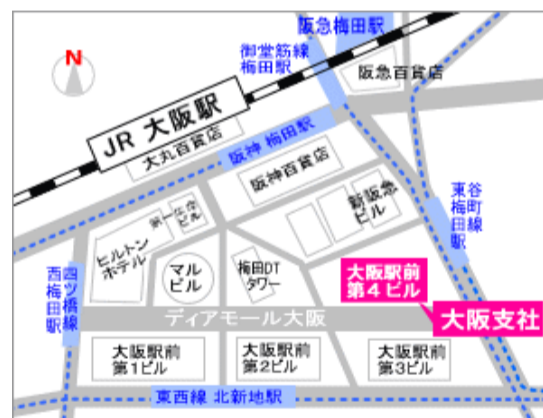 N
阪急梅田駅
御堂筋線
梅田駅
阪急百貨店
JR 大阪駅
大丸百貨店
阪神 梅田駅
阪神百貨店
第一生命
ビル
新阪急
ビル
谷町線
東梅田駅
ヒルトン
ホテル
マル
ビル
梅田DT
タワー
大阪駅前
第4ビル
四ツ橋線
西梅田駅
ディアモール大阪
大阪支社
大阪駅前
第1ビル
大阪駅前
第2ビル
大阪駅前
第3ビル
東西線 北新地駅